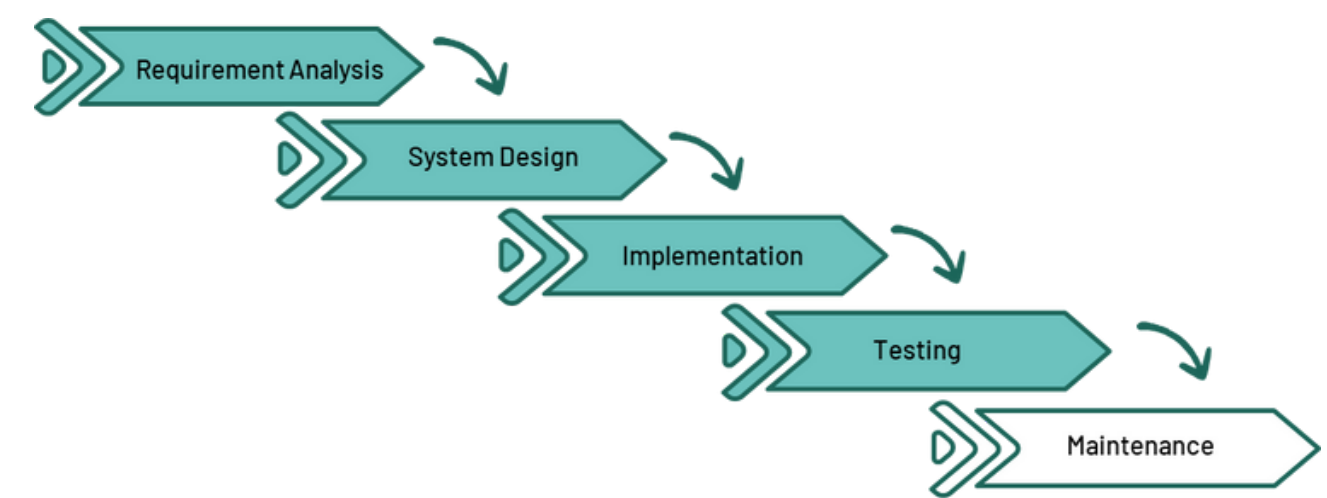 Requirement Analysis
System Design
Implementation
Testing
Maintenance